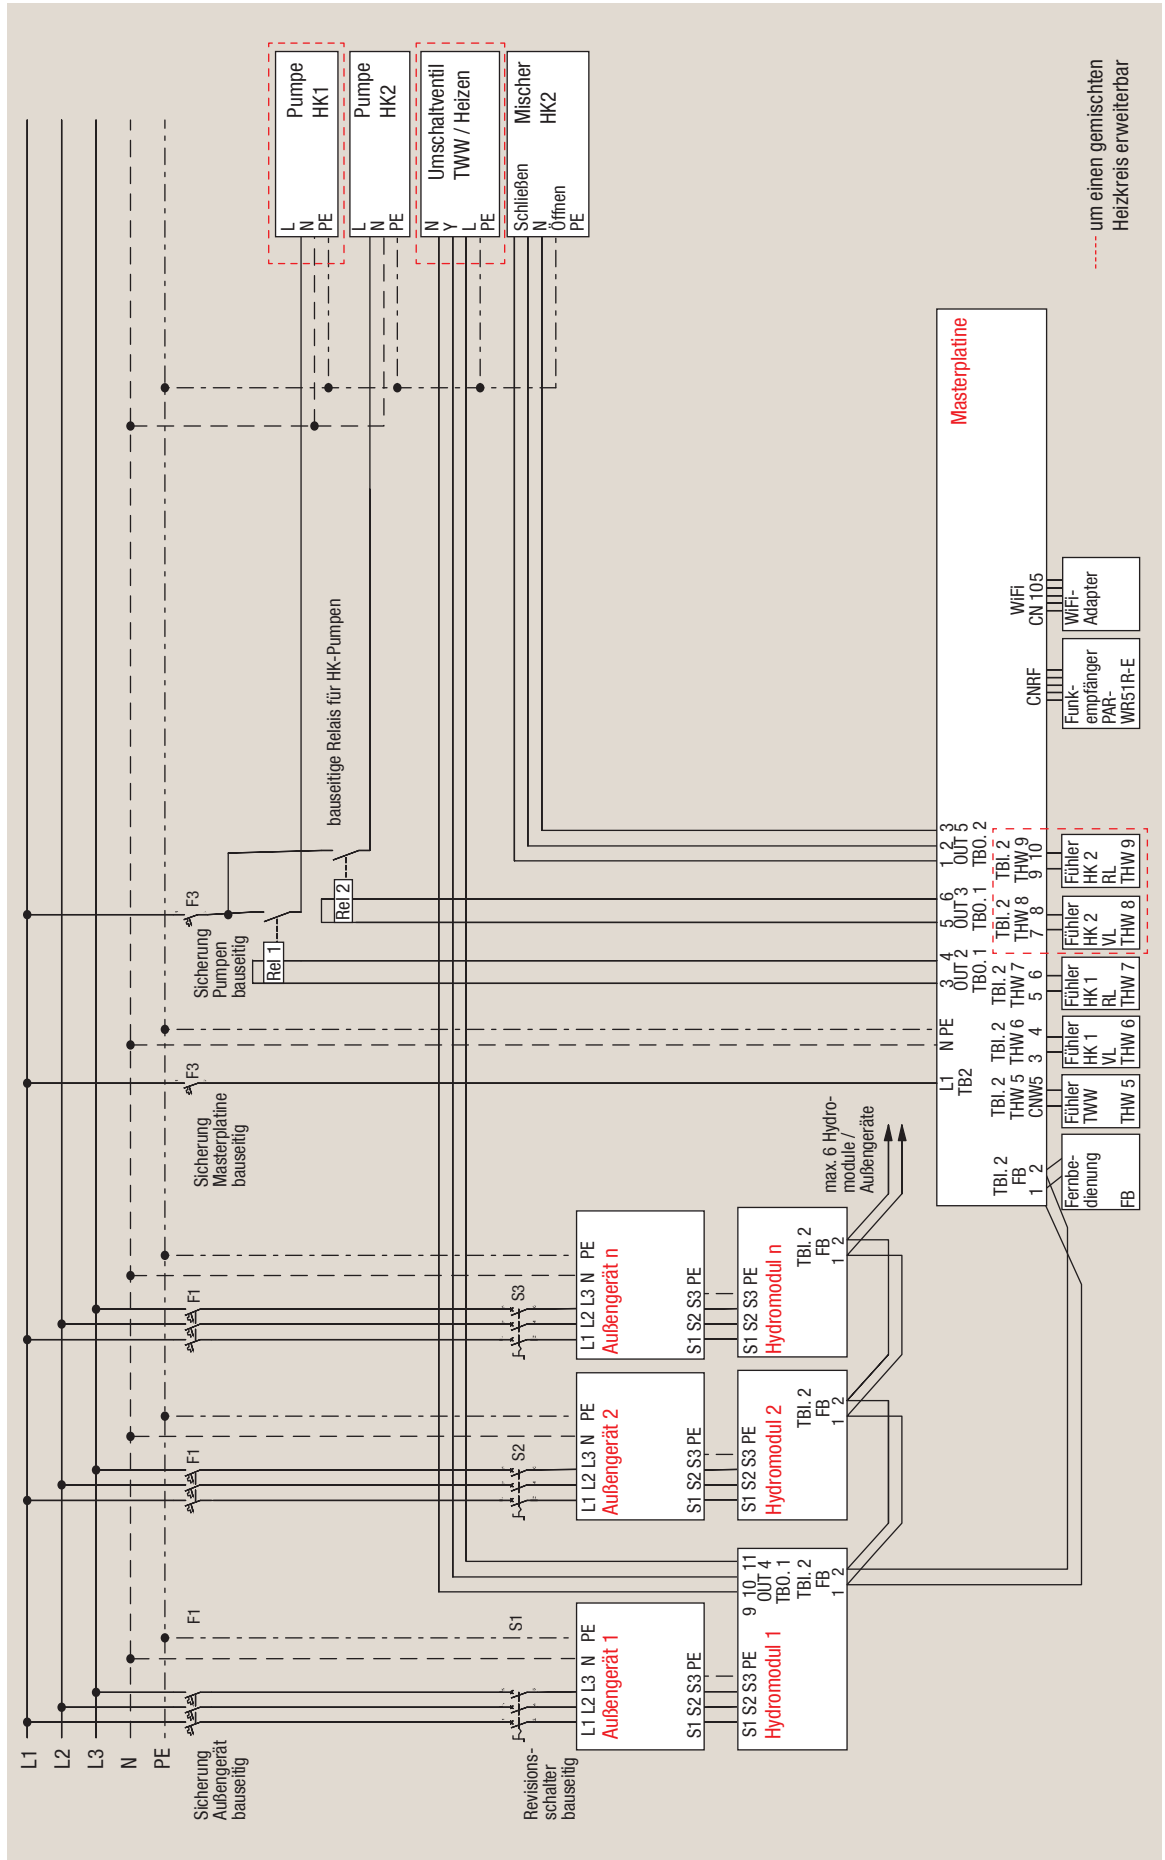 L1
L2
L3
N
PE
Sicherung
Außengerät
bauseitig
F1
F1
F1
Sicherung
Masterplatine
bauseitig
F3
Sicherung
Pumpen
bauseitig
F3
Revisions-
schalter
bauseitig
S1
S2
S3
Rel 1
Rel 2
bauseitige Relais für HK-Pumpen
L
N
PE
Pumpe
HK1
L
N
PE
Pumpe
HK2
N
Y
L
PE
Umschaltventil
TWW / Heizen
Schließen
N
Öffnen
PE
Mischer
HK2
L1 L2 L3 N PE
Außengerät 1
S1 S2 S3 PE
L1 L2 L3 N PE
Außengerät 2
S1 S2 S3 PE
L1 L2 L3 N PE
Außengerät n
S1 S2 S3 PE
S1 S2 S3 PE
Hydromodul 1
9 10 11
OUT 4
TBO. 1
TBI. 2
FB
1 2
S1 S2 S3 PE
Hydromodul 2
TBI. 2
FB
1 2
S1 S2 S3 PE
Hydromodul n
TBI. 2
FB
1 2
max. 6 Hydro-
module /
Außengeräte
L1 N PE
TB2
3 4
OUT 2
TBO. 1
5 6
OUT 3
TBO. 1
1 2 3
OUT 5
TBO. 2
Masterplatine
TBI. 2
FB
1 2
TBI. 2
THW 5
CNW5
TBI. 2
THW 6
3 4
TBI. 2
THW 7
5 6
TBI. 2
THW 8
7 8
TBI. 2
THW 9
9 10
CNRF
WiFi
CN 105
Fernbe-
dienung
FB
Fühler
TWW
THW 5
Fühler
HK 1
VL
THW 6
Fühler
HK 1
RL
THW 7
Fühler
HK 2
VL
THW 8
Fühler
HK 2
RL
THW 9
Funk-
empfänger
PAR-
WR51R-E
WiFi-
Adapter
um einen gemischten
Heizkreis erweiterbar